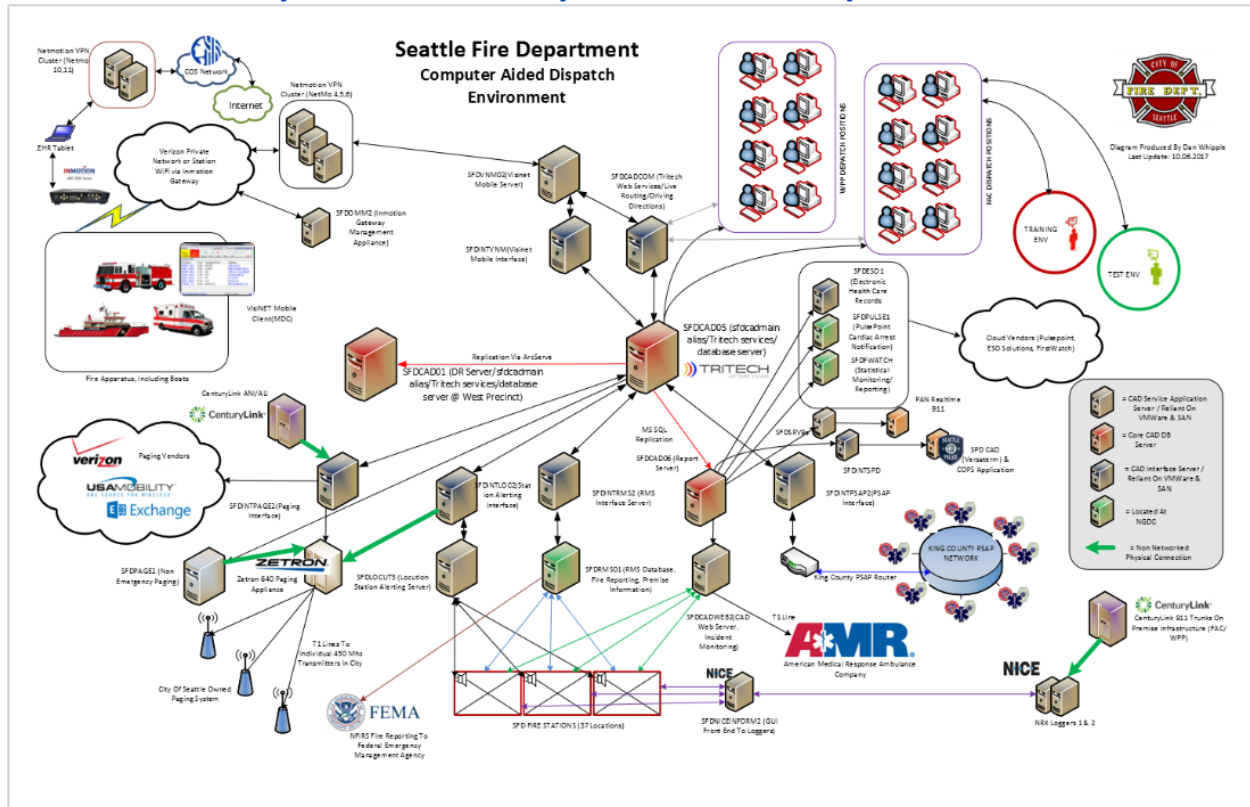 Seattle Fire Department
Computer Aided Dispatch
Environment
Netmotion VPN
Cluster (Netmo
10,11)
COS Network
Internet
Netmotion VPN
Cluster (NetMo 4,5,6)
EHR Tablet
INMOTION
Verizon Private
Network or Station
WiFi via Inmotion
Gateway
SFDOMM2 (Inmotion
Gateway
Management
Appliance)
VisiNET Mobile
Client(MDC)
Fire Apparatus, Including Boats
SFDVNMO2(Visinet
Mobile Server)
SFDCADCOM (Tritech
Web Services/Live
Routing/Driving
Directions)
SFDINTVNM(Visinet
Mobile Interface)
WPP DISPATCH POSITIONS
FAC DISPATCH POSITIONS
CITY OF
FIRE DEPT.
SEATTLE
Diagram Produced By Dan Whipple
Last Update: 10.06.2017
TRAINING
ENV
TEST ENV
SFDCAD05 (sfdcadmain
alias/Tritech services/
database server)
TRITECH
Replication Via ArcServe
SFDCAD01 (DR Server/sfdcadmain
alias/Tritech services/database
server @ West Precinct)
SFDESO1
(Electronic
Health Care
Records
SFDPULSE1
(PulsePoint
Cardiac Arrest
Notification)
SFDFWATCH
(Statistical
Monitoring/
Reporting)
Cloud Vendors (Pulsepoint,
ESO Solutions, FirstWatch)
PAN Realtime
911
SFDINTSPD
SPD CAD
(Versaterm) &
COPS Application
MS SQL
Replication
SFDCAD06 (Report
Server)
CenturyLink ANI/ALI
CenturyLink
verizon
Paging Vendors
USAMOBILITY
Exchange
SFDINTPAGE2(Paging
Interface)
SFDINTLOC2(Stat
ion Alerting
Interface)
SFDINTRMS2 (RMS
Interface Server)
SFDINTPSAP2(PSAP
Interface)
SFDPAGE2 (Non
Emergency Paging)
ZETRON
Zetron 640 Paging
Appliance
SFDLOCUT3 (Locution
Station Alerting Server)
SFDRMS01(RMS Database,
Fire Reporting, Premise
Information)
SFDCADWEB2(CAD
Web Server,
Incident
Monitoring)
King County PSAP Router
KING COUNTY PSAP
NETWORK
T1 Line
AMR
American Medical Response Ambulance
Company
T1 Lines To
Individual 450 Mhz
Transmitters In City
City Of Seattle Owned
Paging System
FEMA
NFIRS Fire Reporting To
Federal Emergency
Management Agency
SFD FIRE STATIONS (37 Locations)
NICE
SFDNICEINFORM2 (GUI
Front End To Loggers)
NICE
NRX Loggers 1 & 2
CenturyLink
CenturyLink 911 Trunks On
Premise Infrastructure (FAC/
WPP)
= CAD Service Application
Server / Reliant On
VMWare & SAN
= Core CAD DB
Server
= CAD Interface Server /
Reliant On VMWare &
SAN
= Located At
NGDC
= Non Networked
Physical Connection